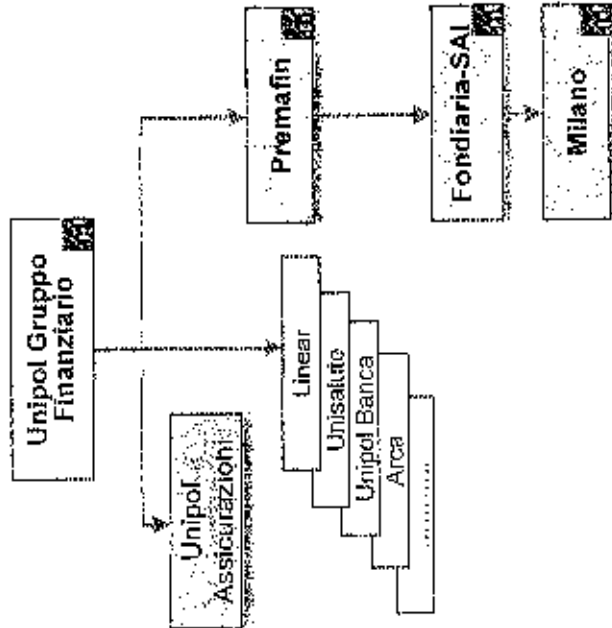 Unipol Gruppo
Finanziario
Unipol
Assicurazioni
Linear
Unisalute
Unipol Banca
Arca
............
Premafin
Fondiaria-SAI
Milano